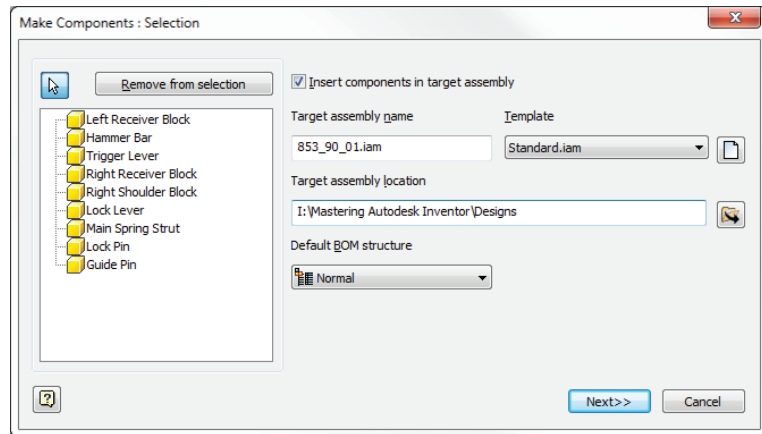 Make Components : Selection
Remove from selection
Left Receiver Block
Hammer Bar
Trigger Lever
Right Receiver Block
Right Shoulder Block
Lock Lever
Main Spring Strut
Lock Pin
Guide Pin
Insert components in target assembly
Target assembly name Template
853_90_01.iam Standard.iam
Target assembly location
I:\Mastering Autodesk Inventor\Designs
Default BOM structure
Normal
Next>> Cancel